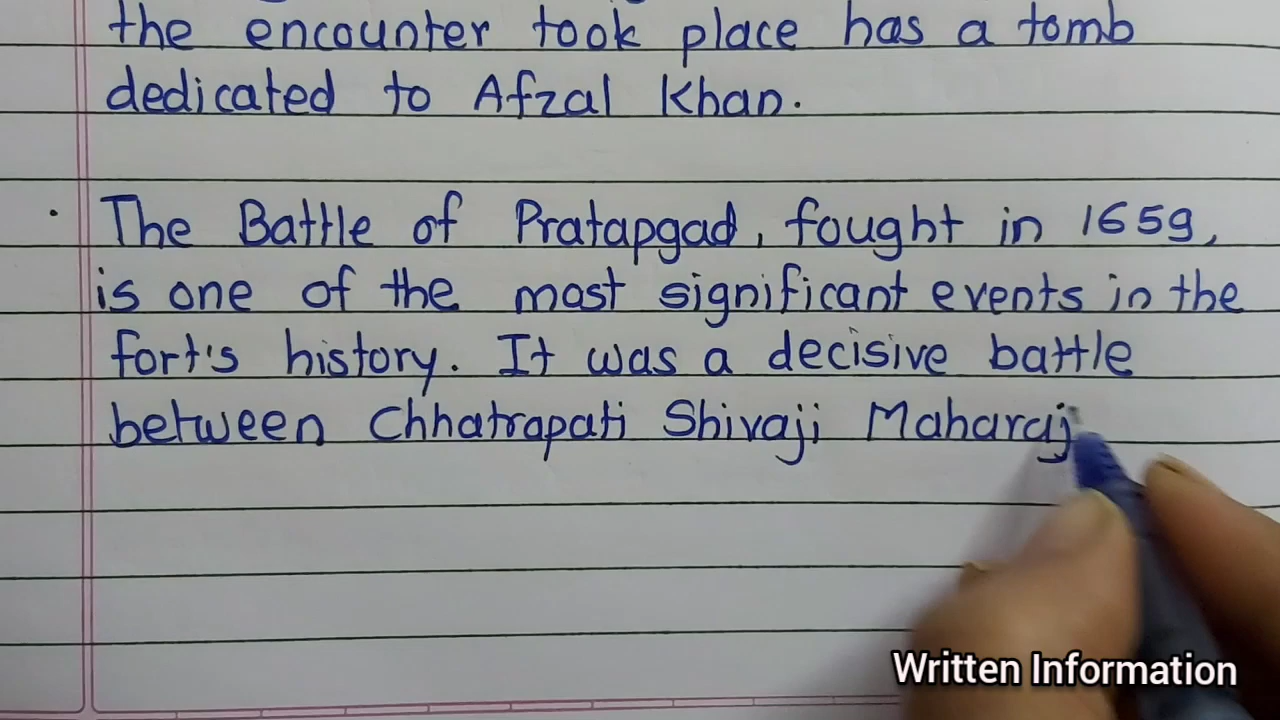 the encounter took place has a tomb
dedicated to Afzal Khan.
• The Battle of Pratapgad, fought in 1659,
is one of the most significant events in the
fort's history. It was a decisive battle
between Chhatrapati Shivaji Maharaj
Written Information